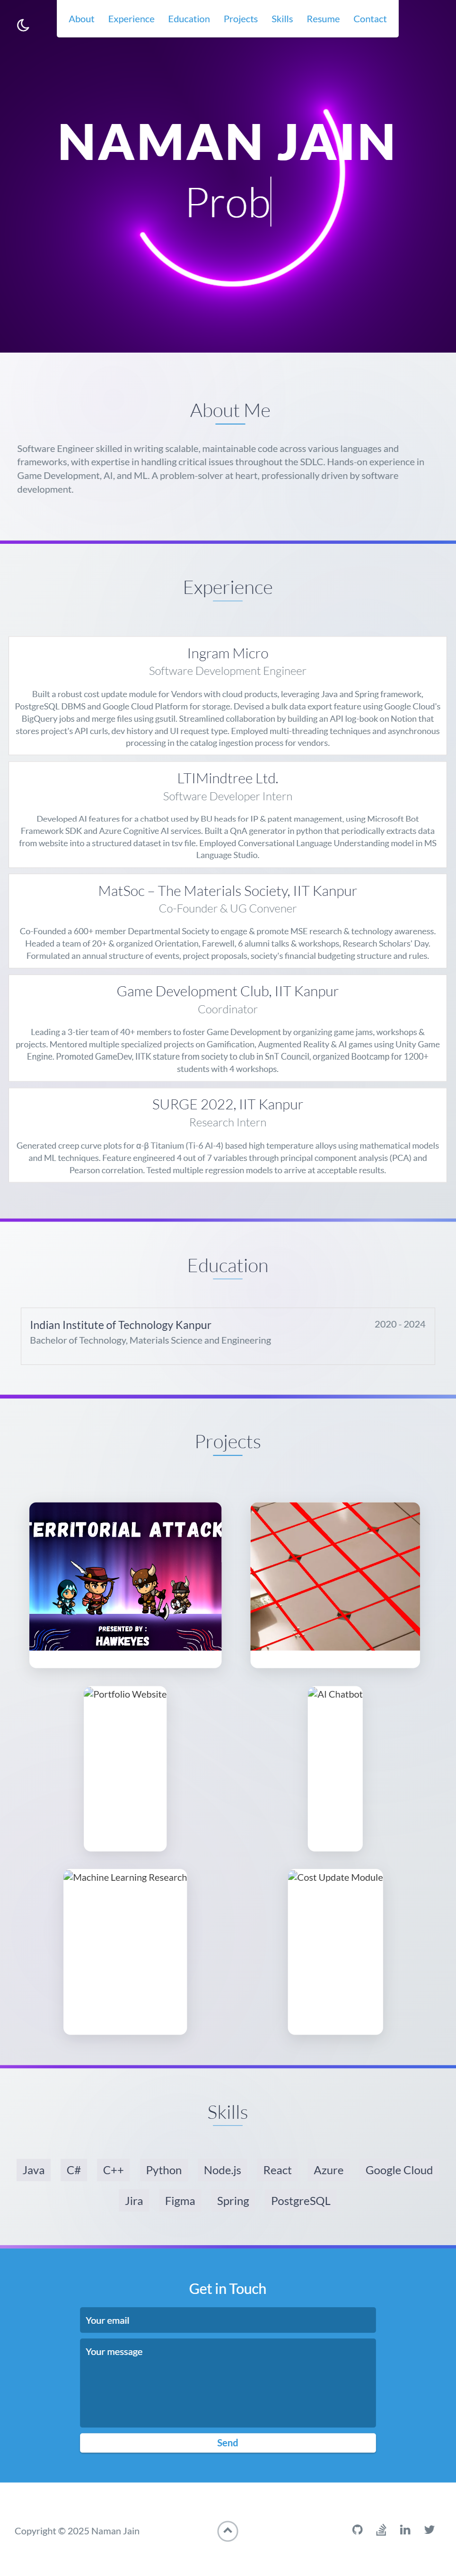 About Experience Education Projects Skills Resume Contact
NAMAN JAIN
Prob
About Me
Software Engineer skilled in writing scalable, maintainable code across various languages and
frameworks, with expertise in handling critical issues throughout the SDLC. Hands-on experience in
Game Development, AI, and ML. A problem-solver at heart, professionally driven by software
development.
Experience
Ingram Micro
Software Development Engineer
Built a robust cost update module for Vendors with cloud products, leveraging Java and Spring framework,
PostgreSQL DBMS and Google Cloud Platform for storage. Devised a bulk data export feature using Google Cloud's
BigQuery jobs and merge files using gsutil. Streamlined collaboration by building an API log-book on Notion that
stores project's API curls, dev history and UI request type. Employed multi-threading techniques and asynchronous
processing in the catalog ingestion process for vendors.
LTIMindtree Ltd.
Software Developer Intern
Developed AI features for a chatbot used by BU heads for IP & patent management, using Microsoft Bot
Framework SDK and Azure Cognitive AI services. Built a QnA generator in python that periodically extracts data
from website into a structured dataset in tsv file. Employed Conversational Language Understanding model in MS
Language Studio.
MatSoc – The Materials Society, IIT Kanpur
Co-Founder & UG Convener
Co-Founded a 600+ member Departmental Society to engage & promote MSE research & technology awareness.
Headed a team of 20+ & organized Orientation, Farewell, 6 alumni talks & workshops, Research Scholars' Day.
Formulated an annual structure of events, project proposals, society's financial budgeting structure and rules.
Game Development Club, IIT Kanpur
Coordinator
Leading a 3-tier team of 40+ members to foster Game Development by organizing game jams, workshops &
projects. Mentored multiple specialized projects on Gamification, Augmented Reality & AI games using Unity Game
Engine. Promoted GameDev, IITK stature from society to club in SnT Council, organized Bootcamp for 1200+
students with 4 workshops.
SURGE 2022, IIT Kanpur
Research Intern
Generated creep curve plots for α-β Titanium (Ti-6 Al-4) based high temperature alloys using mathematical models
and ML techniques. Feature engineered 4 out of 7 variables through principal component analysis (PCA) and
Pearson correlation. Tested multiple regression models to arrive at acceptable results.
Education
Indian Institute of Technology Kanpur 2020 - 2024
Bachelor of Technology, Materials Science and Engineering
Projects
TERRITORIAL ATTACK
PRESENTED BY :
HAWKEYES
Portfolio Website AI Chatbot
Machine Learning Research Cost Update Module
Skills
Java C# C++ Python Node.js React Azure Google Cloud
Jira Figma Spring PostgreSQL
Get in Touch
Your email
Your message
Send
Copyright © 2025 Naman Jain